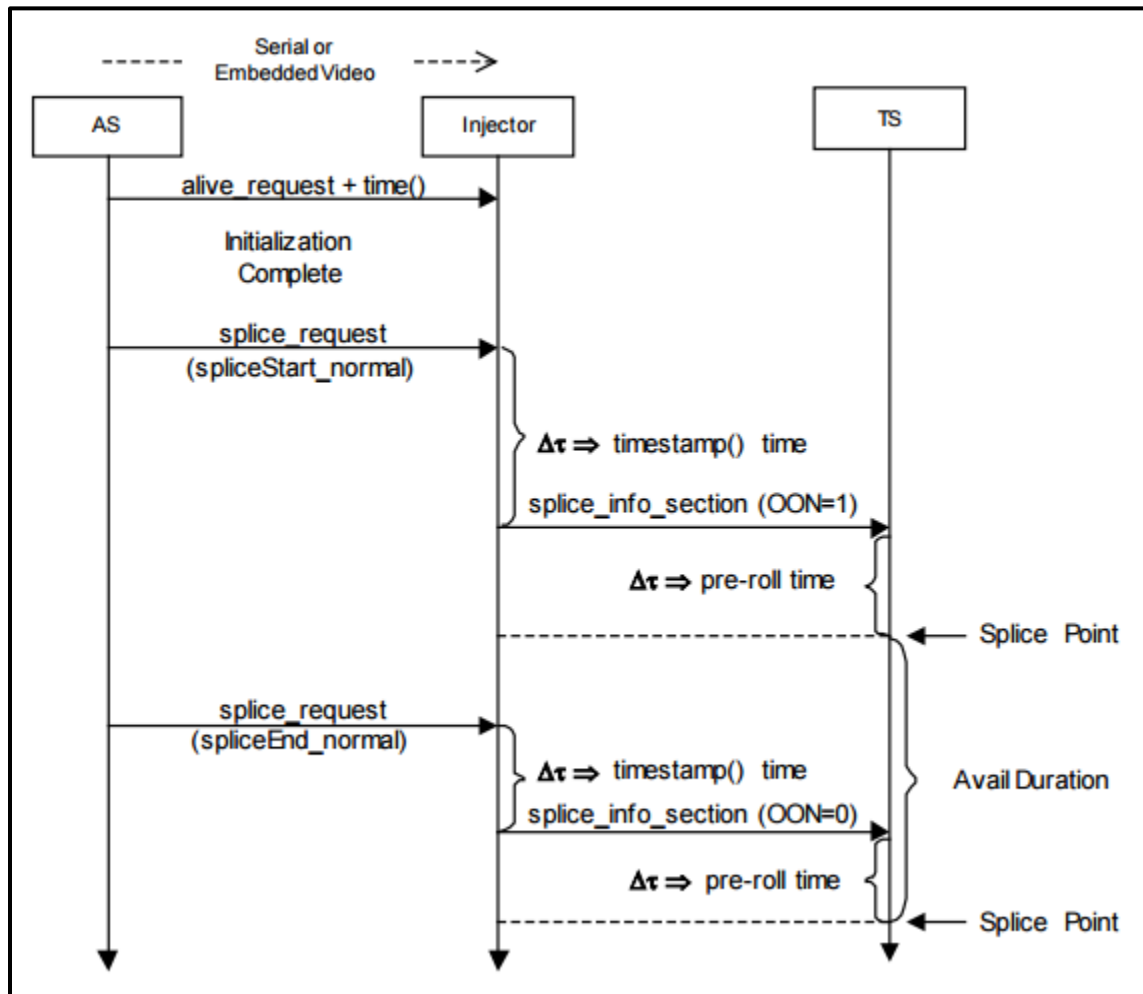 Serial or
Embedded Video
AS
Injector
TS
alive_request + time()
Initialization
Complete
splice_request
(spliceStart_normal)
Δτ ⇒ timestamp() time
splice_info_section (OON=1)
Δτ ⇒ pre-roll time
Splice Point
splice_request
(spliceEnd_normal)
Δτ ⇒ timestamp() time
Avail Duration
splice_info_section (OON=0)
Δτ ⇒ pre-roll time
Splice Point